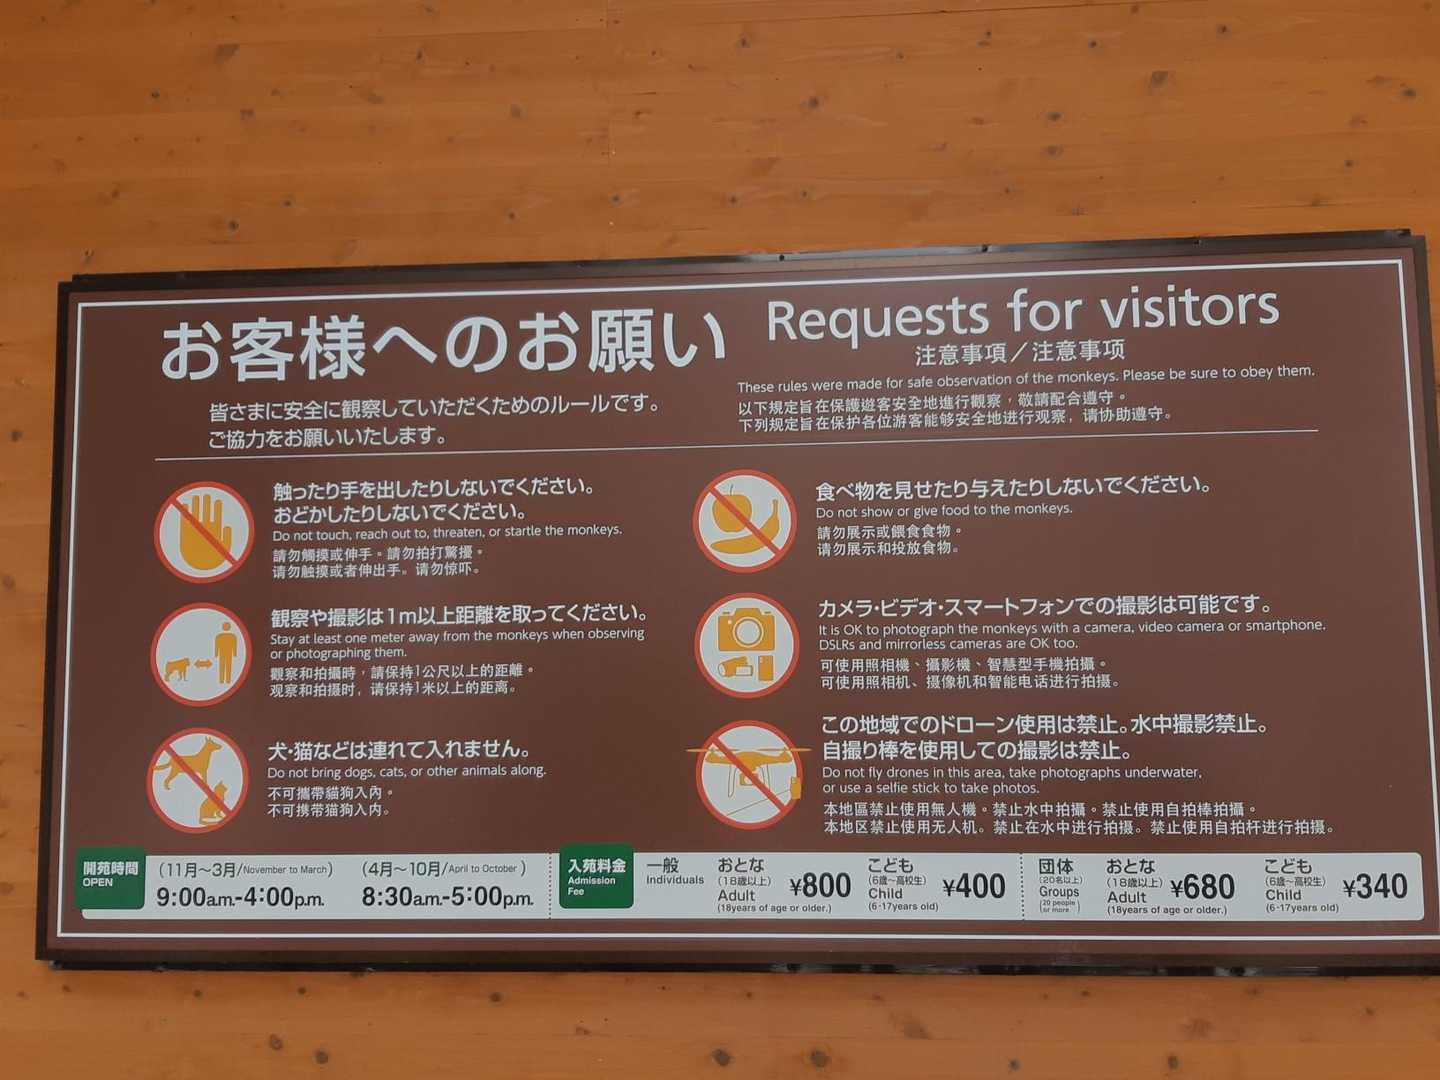 お客様へのお願い
Requests for visitors
注意事項／注意事项
皆さまに安全に観察していただくためのルールです。
ご協力をお願いいたします。
These rules were made for safe observation of the monkeys. Please be sure to obey them.
以下規定旨在保護遊客安全地進行觀察，敬請配合遵守。
下列规定旨在保护各位游客能够安全地进行观察，请协助遵守。
触ったり手を出したりしないでください。
おどかしたりしないでください。
Do not touch, reach out to, threaten, or startle the monkeys.
請勿觸摸或伸手。請勿拍打驚擾。
请勿触摸或者伸出手。请勿惊吓。
観察や撮影は1m以上距離を取ってください。
Stay at least one meter away from the monkeys when observing
or photographing them.
觀察和拍攝時，請保持1公尺以上的距離。
观察和拍摄时，请保持1米以上的距离。
犬・猫などは連れて入れません。
Do not bring dogs, cats, or other animals along.
不可攜帶貓狗入內。
不可携带猫狗入内。
食べ物を見せたり与えたりしないでください。
Do not show or give food to the monkeys.
請勿展示或餵食食物。
请勿展示和投放食物。
カメラ・ビデオ・スマートフォンでの撮影は可能です。
It is OK to photograph the monkeys with a camera, video camera or smartphone.
DSLRs and mirrorless cameras are OK too.
可使用照相機、攝影機、智慧型手機拍攝。
可使用照相机、摄像机和智能电话进行拍摄。
この地域でのドローン使用は禁止。水中撮影禁止。
自撮り棒を使用しての撮影は禁止。
Do not fly drones in this area, take photographs underwater,
or use a selfie stick to take photos.
本地區禁止使用無人機。禁止水中拍攝。禁止使用自拍棒拍攝。
本地区禁止使用无人机。禁止在水中进行拍摄。禁止使用自拍杆进行拍摄。
開苑時間
OPEN
（11月～3月/November to March）
9:00a.m.-4:00p.m.
（4月～10月/April to October）
8:30a.m.-5:00p.m.
入苑料金
Admission
Fee
一般
Individuals
おとな
（18歳以上）
Adult
(18years of age or older.)
¥800
こども
（6歳～高校生）
Child
(6-17years old)
¥400
団体
（20名以上）
Groups
(20 people
or more)
おとな
（18歳以上）
Adult
(18years of age or older.)
¥680
こども
（6歳～高校生）
Child
(6-17years old)
¥340